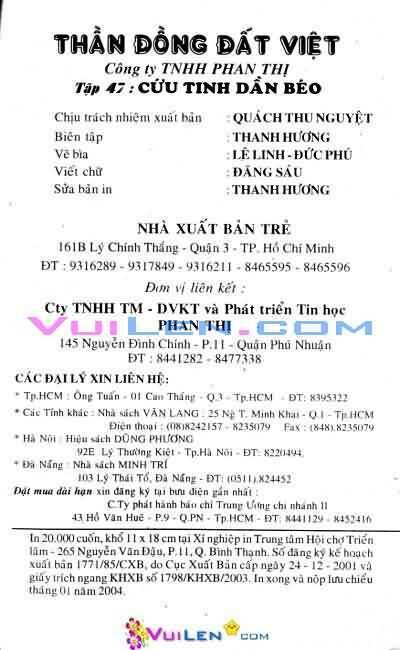 THẦN ĐỒNG ĐẤT VIỆT
Công ty TNHH PHAN THỊ
Tập 47 : CỨU TINH DẦN BÉO
Chịu trách nhiệm xuất bản : QUÁCH THU NGUYỆT
Biên tập : THANH HƯƠNG
Vẽ bìa : LÊ LINH - ĐỨC PHÚ
Viết chữ : ĐĂNG SÁU
Sửa bản in : THANH HƯƠNG
NHÀ XUẤT BẢN TRẺ
161B Lý Chính Thắng - Quận 3 - TP. Hồ Chí Minh
ĐT : 9316289 - 9317849 - 9316211 - 8465595 - 8465596
Đơn vị liên kết :
Cty TNHH TM - DVKT và Phát triển Tin học
VuiLen.com
PHAN THỊ
145 Nguyễn Đình Chính - P.11 - Quận Phú Nhuận
ĐT : 8441282 - 8477338
CÁC ĐẠI LÝ XIN LIÊN HỆ:
* Tp.HCM : Ông Tuấn - 01 Cao Thắng - Q.3 - Tp.HCM - ĐT: 8395322
* Các Tỉnh khác : Nhà sách VĂN LANG : 25 Ng T. Minh Khai - Q.1 - Tp.HCM
Điện thoại : (08)8242157 - 8235079 Fax : (848).8235079
* Hà Nội : Hiệu sách DŨNG PHƯƠNG
92E Lý Thường Kiệt - Tp.Hà Nội - ĐT: 8220494
* Đà Nẵng : Nhà sách MINH TRÍ
103 Lý Thái Tổ, Đà Nẵng - ĐT: (0511).824452
Đặt mua dài hạn xin đăng ký tại bưu điện gần nhất :
C.Ty phát hành báo chí Trung Ương chi nhánh II
43 Hồ Văn Huê - P.9 - Q.PN - Tp.HCM - ĐT: 8441129 - 8452416
In 20.000 cuốn, khổ 11 x 18 cm tại Xí nghiệp in Trung tâm Hội chợ Triển
lãm - 265 Nguyễn Văn Đậu, P.11, Q. Bình Thạnh. Số đăng ký kế hoạch
xuất bản 1771/85/CXB, do Cục Xuất Bản cấp ngày 24 - 12 - 2001 và
giấy trích ngang KHXB số 1798/KHXB/2003. In xong và nộp lưu chiểu
tháng 01 năm 2004.
VuiLen.com